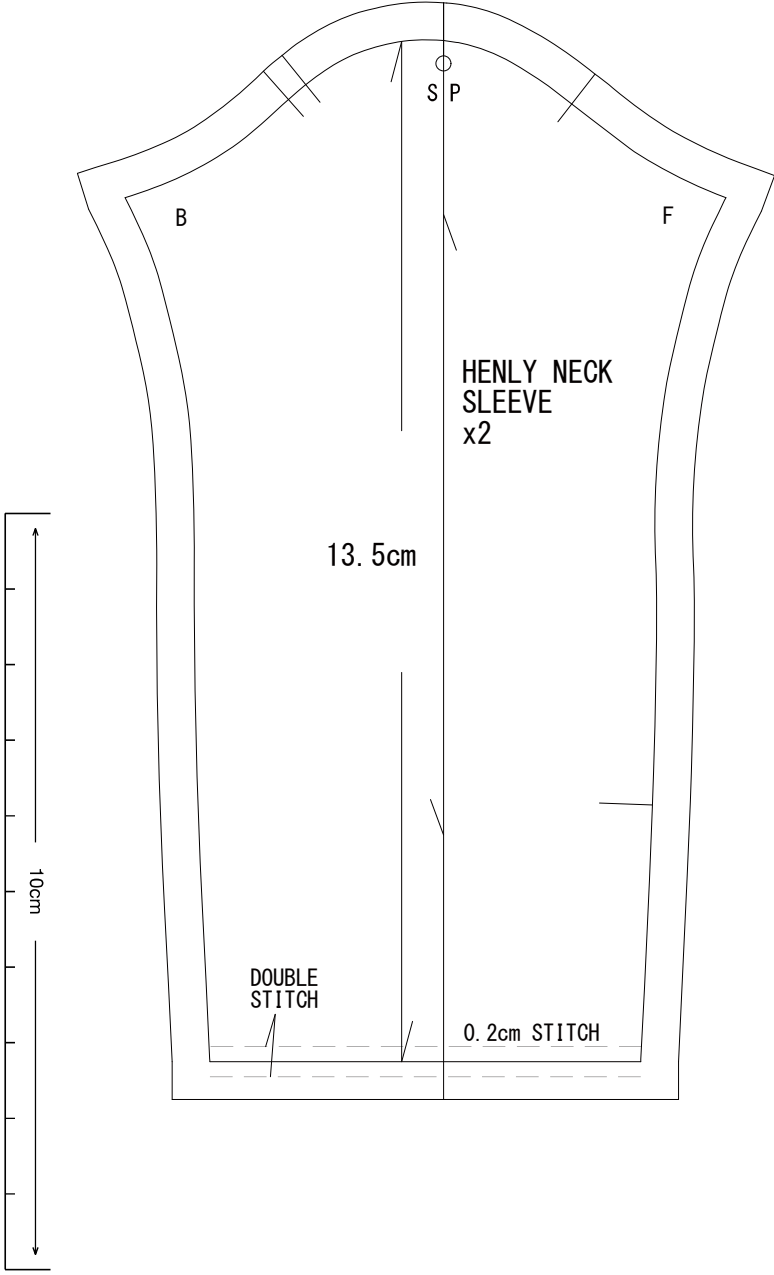 S P
B
F
HENLY NECK
SLEEVE
x2
13.5cm
10cm
DOUBLE
STITCH
0.2cm STITCH